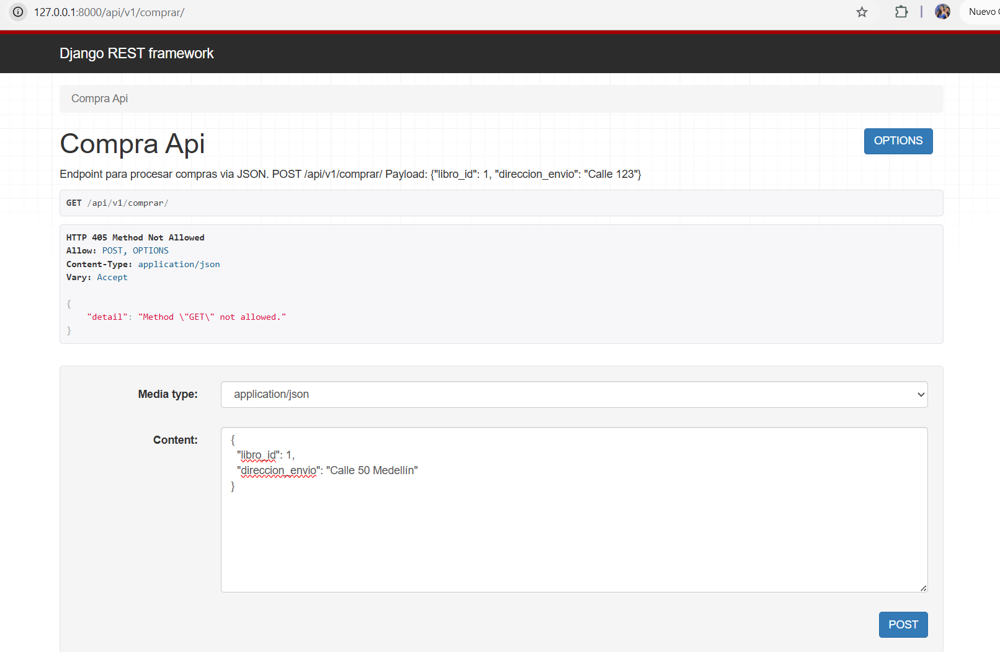 127.0.0.1:8000/api/v1/comprar/
Nuevo
Django REST framework
Compra Api
Compra Api
OPTIONS
Endpoint para procesar compras via JSON. POST /api/v1/comprar/ Payload: {"libro_id": 1, "direccion_envio": "Calle 123"}
GET /api/v1/comprar/
HTTP 405 Method Not Allowed
Allow: POST, OPTIONS
Content-Type: application/json
Vary: Accept
{
    "detail": "Method \"GET\" not allowed."
}
Media type:
application/json
Content:
{
  "libro_id": 1,
  "direccion_envio": "Calle 50 Medellín"
}
POST